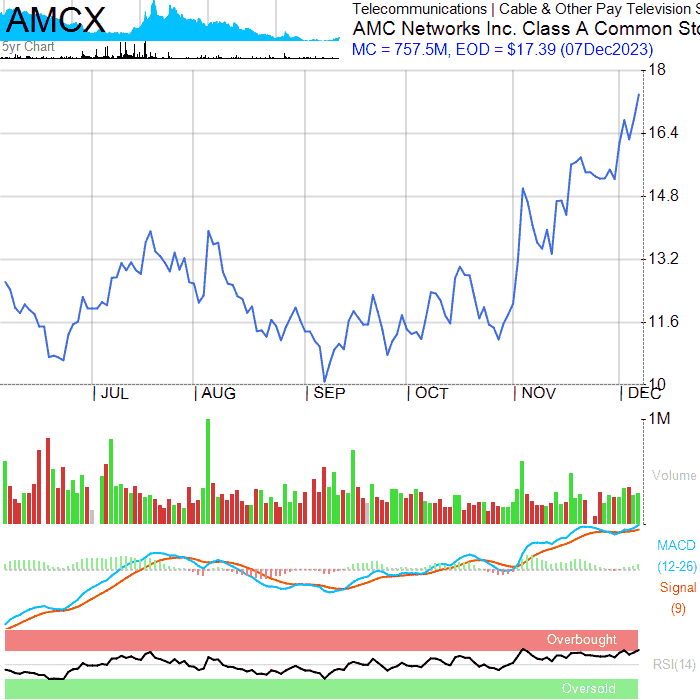 AMCX
5yr Chart
Telecommunications | Cable & Other Pay Television S
AMC Networks Inc. Class A Common Sto
MC = 757.5M, EOD = $17.39 (07Dec2023)
18
16.4
14.8
13.2
11.6
10
JUL AUG SEP OCT NOV DEC
1M
Volume
MACD
(12-26)
Signal
(9)
Overbought
RSI(14)
Oversold